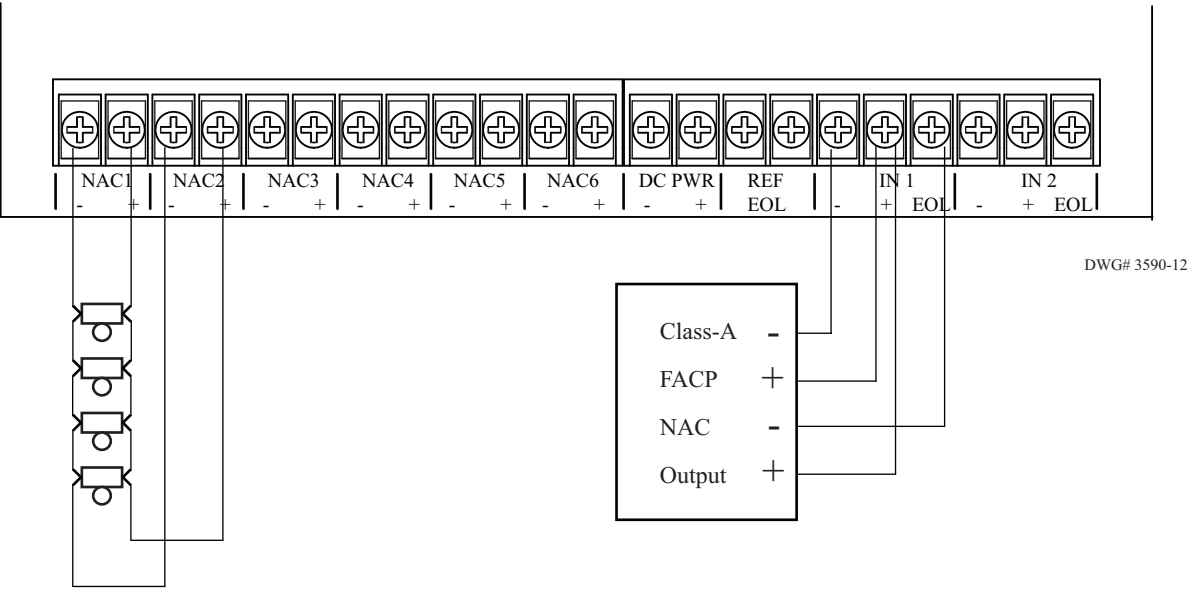 NAC1 NAC2 NAC3 NAC4 NAC5 NAC6 DC PWR REF IN 1 IN 2
- + - + - + - + - + - + - + EOL - + EOL - + EOL
DWG# 3590-12
Class-A -
FACP +
NAC -
Output +